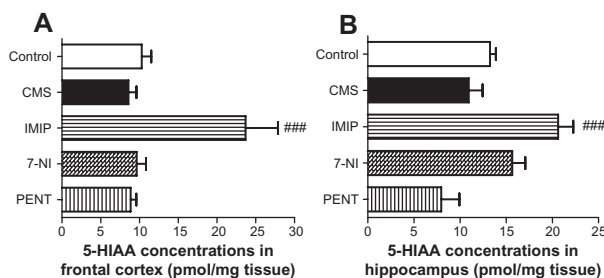 A
Control
CMS
IMIP
###
7-NI
PENT
0 5 10 15 20 25 30
5-HIAA concentrations in
frontal cortex (pmol/mg tissue)
B
Control
CMS
IMIP
###
7-NI
PENT
0 5 10 15 20 25
5-HIAA concentrations in
hippocampus (pmol/mg tissue)